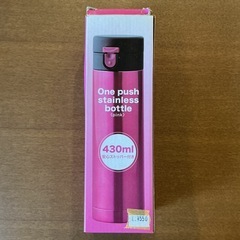 One push
stainless
bottle
(pink)
430ml